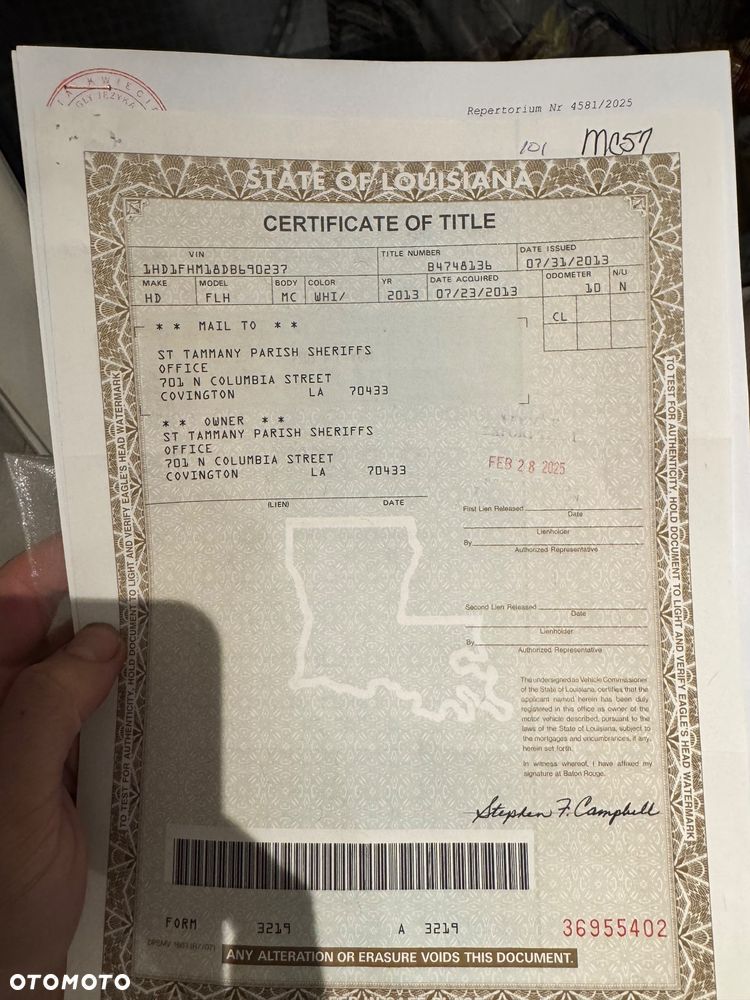 Repertorium Nr 4581/2025
101 MC57
STATE OF LOUISIANA
CERTIFICATE OF TITLE
VIN TITLE NUMBER DATE ISSUED
1HD1FHM18DB690237 B4748136 07/31/2013
MAKE MODEL BODY COLOR YR DATE ACQUIRED ODOMETER N/U
HD FLH MC WHI/ 2013 07/23/2013 10 N
CL
* * MAIL TO * *
ST TAMMANY PARISH SHERIFFS
OFFICE
701 N COLUMBIA STREET
COVINGTON LA 70433
* * OWNER * *
ST TAMMANY PARISH SHERIFFS
OFFICE
701 N COLUMBIA STREET
COVINGTON LA 70433
FEB 28 2025
(LIEN) DATE
First Lien Released
Date
Lienholder
By
Authorized Representative
Second Lien Released
Date
Lienholder
By
Authorized Representative
The undersigned as Vehicle Commissioner
of the State of Louisiana, certifies that the
applicant named herein has been duly
registered in this office as owner of the
motor vehicle described, pursuant to the
laws of the State of Louisiana, subject to
the mortgages and encumbrances, if any,
herein set forth.
In witness whereof, I have affixed my
signature at Baton Rouge.
Stephen F. Campbell
FORM 3219 A 3219 36955402
ANY ALTERATION OR ERASURE VOIDS THIS DOCUMENT.
TO TEST FOR AUTHENTICITY, HOLD DOCUMENT TO LIGHT AND VERIFY EAGLE'S HEAD WATERMARK
TO TEST FOR AUTHENTICITY, HOLD DOCUMENT TO LIGHT AND VERIFY EAGLE'S HEAD WATERMARK
OTOMOTO